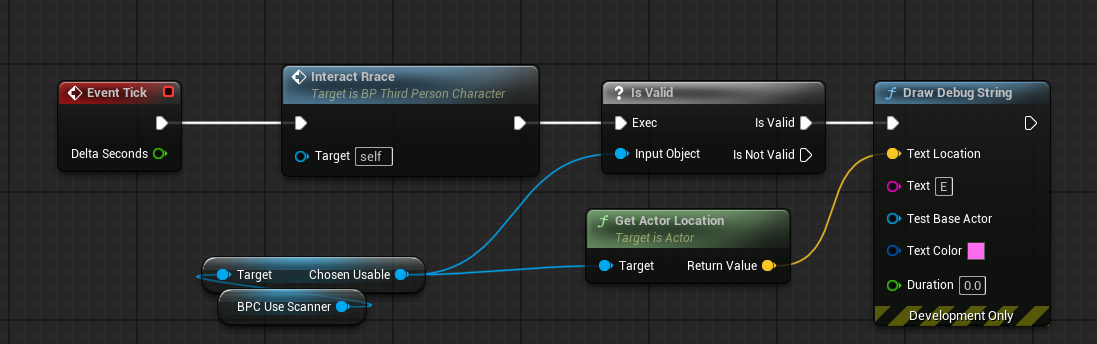 Event Tick
Delta Seconds
Interact Rrace
Target is BP Third Person Character
Target self
Is Valid
Exec Is Valid
Input Object Is Not Valid
Get Actor Location
Target is Actor
Target Return Value
Target Chosen Usable
BPC Use Scanner
Draw Debug String
Text Location
Text E
Test Base Actor
Text Color
Duration 0.0
Development Only